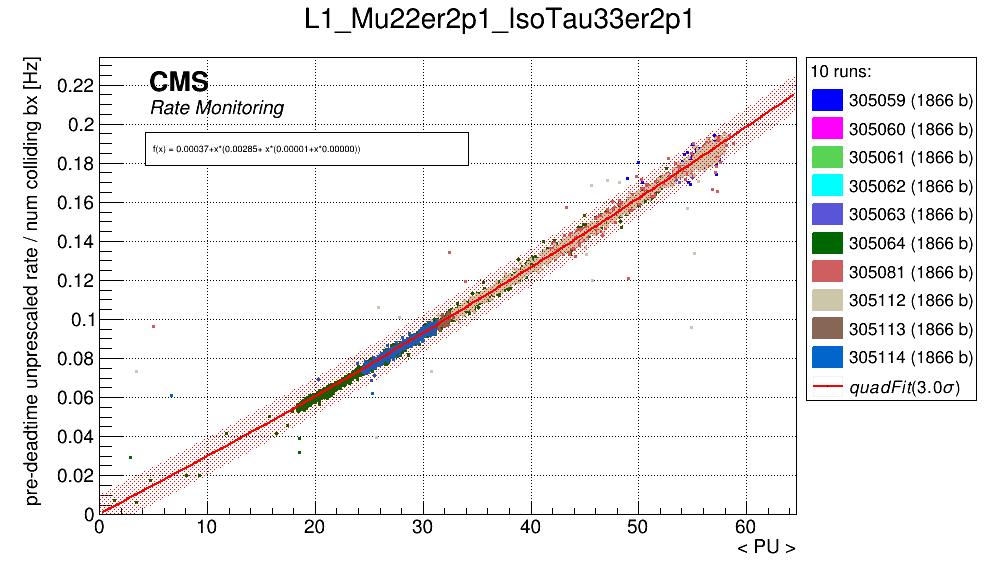 L1_Mu22er2p1_IsoTau33er2p1
pre-deadtime unprescaled rate / num colliding bx [Hz]
CMS
Rate Monitoring
f(x) = 0.00037+x*(0.00285+ x*(0.00001+x*0.00000))
0.22
0.2
0.18
0.16
0.14
0.12
0.1
0.08
0.06
0.04
0.02
0
0 10 20 30 40 50 60
< PU >
10 runs:
305059 (1866 b)
305060 (1866 b)
305061 (1866 b)
305062 (1866 b)
305063 (1866 b)
305064 (1866 b)
305081 (1866 b)
305112 (1866 b)
305113 (1866 b)
305114 (1866 b)
quadFit(3.0σ)